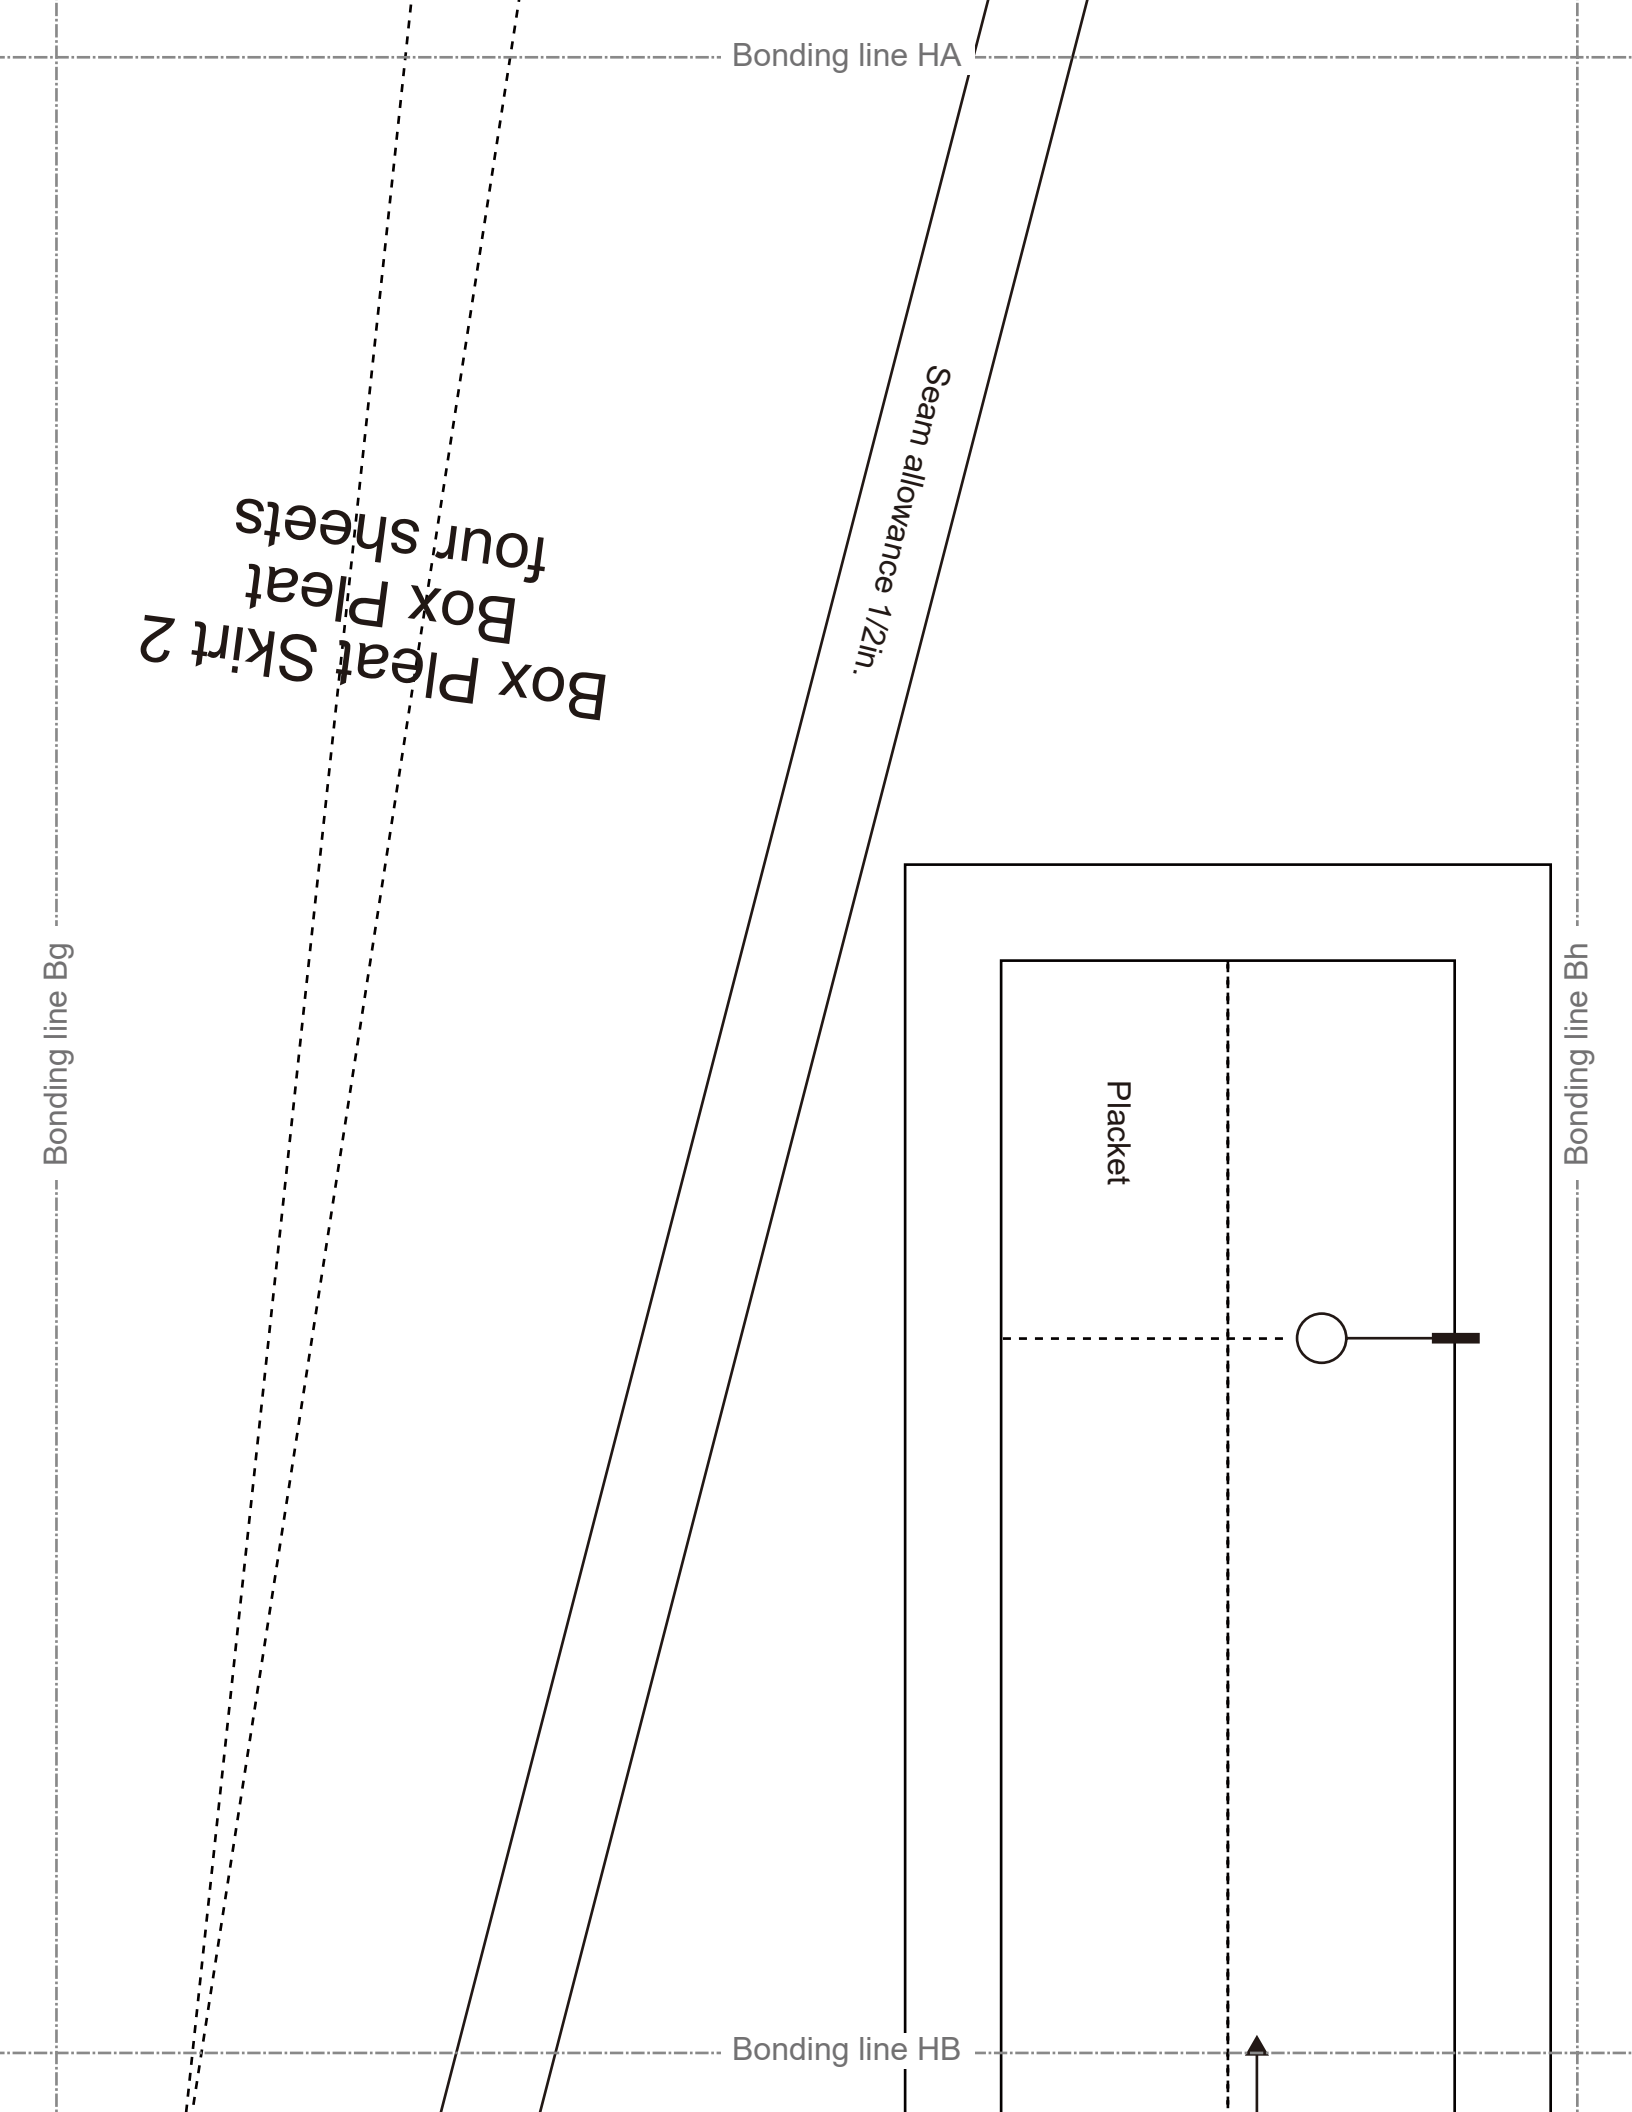 Bonding line HA
Seam allowance 1/2in.
Box Pleat Skirt 2
Box Pleat
four sheets
Bonding line Bg
Bonding line Bh
Placket
Bonding line HB